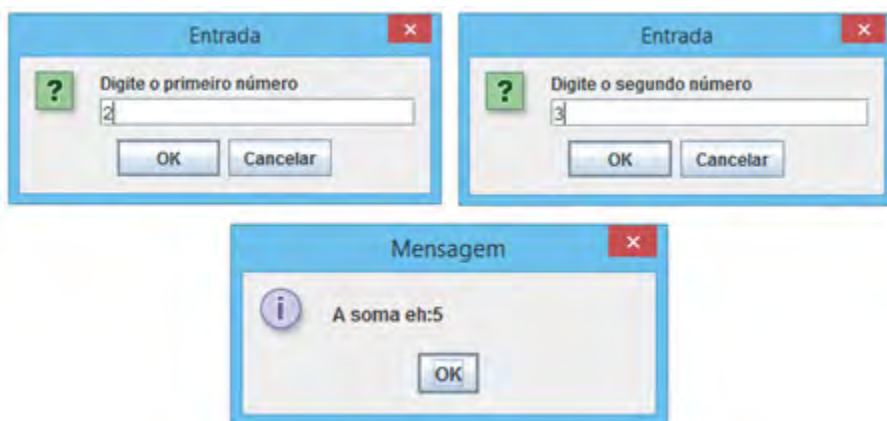 Entrada
Digite o primeiro número
2
OK Cancelar
Entrada
Digite o segundo número
3
OK Cancelar
Mensagem
A soma eh:5
OK